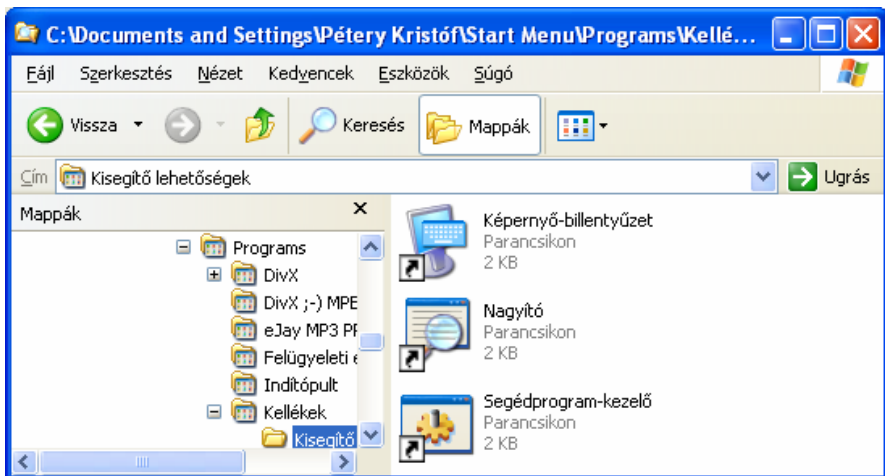 C:\Documents and Settings\Pétery Kristóf\Start Menu\Programs\Kellé...
Fájl Szerkesztés Nézet Kedvencek Eszközök Súgó
Vissza Keresés Mappák
Cím Kisegítő lehetőségek Ugrás
Mappák
Programs
DivX
DivX ;-) MPE
eJay MP3 PR
Felügyeleti e
Indítópult
Kellékek
Kisegítő
Képernyő-billentyűzet
Parancsikon
2 KB
Nagyító
Parancsikon
2 KB
Segédprogram-kezelő
Parancsikon
2 KB